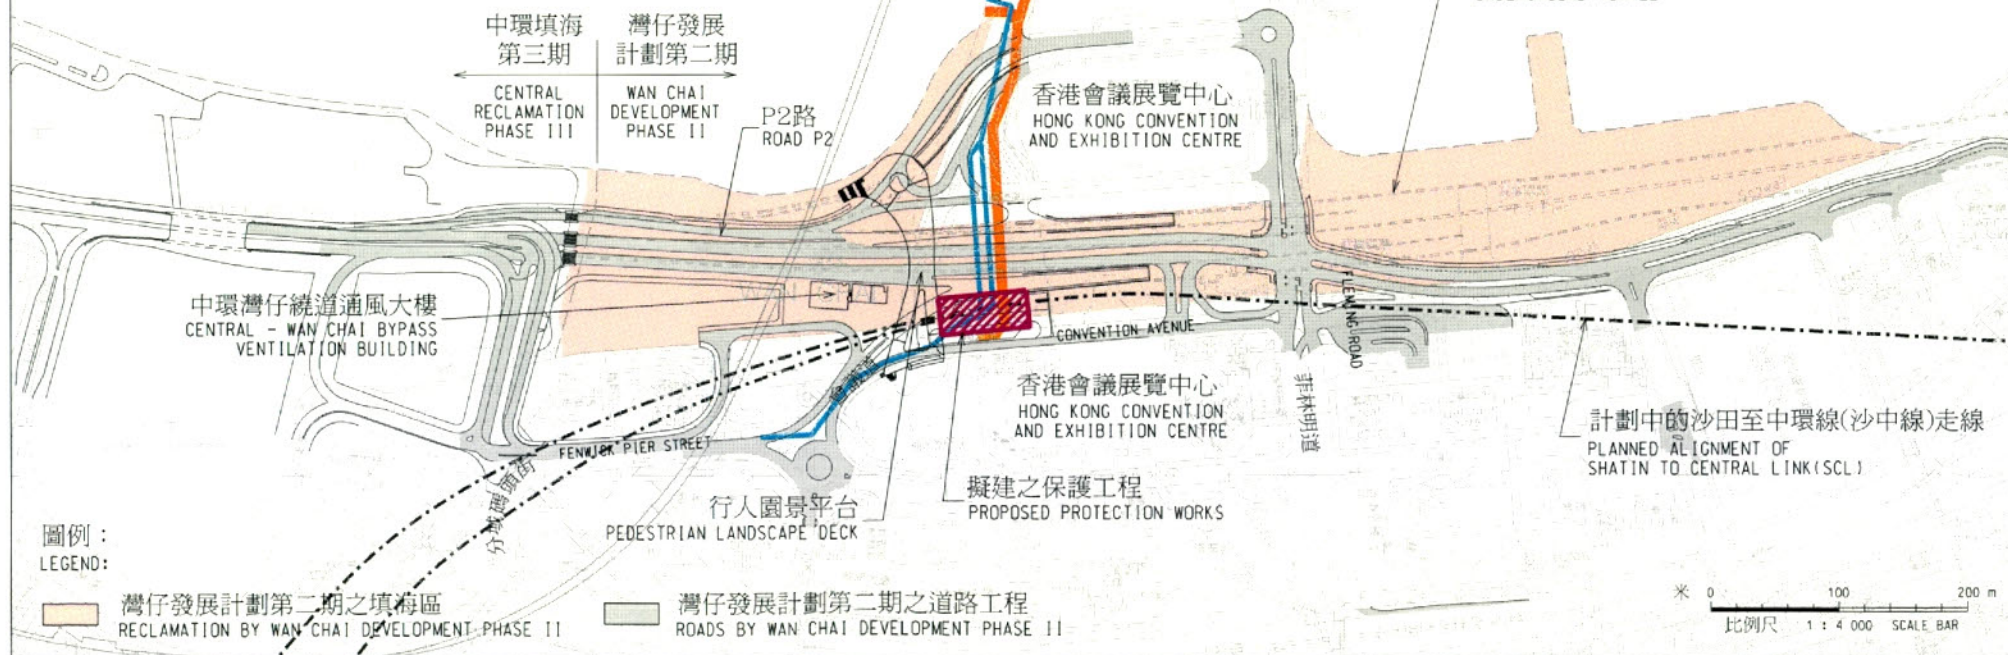 中環填海
第三期
CENTRAL
RECLAMATION
PHASE III
灣仔發展
計劃第二期
WAN CHAI
DEVELOPMENT
PHASE II
P2路
ROAD P2
香港會議展覽中心
HONG KONG CONVENTION
AND EXHIBITION CENTRE
中環灣仔繞道通風大樓
CENTRAL - WAN CHAI BYPASS
VENTILATION BUILDING
CONVENTION AVENUE
FLEMING ROAD
菲林明道
香港會議展覽中心
HONG KONG CONVENTION
AND EXHIBITION CENTRE
計劃中的沙田至中環線(沙中線)走線
PLANNED ALIGNMENT OF
SHATIN TO CENTRAL LINK(SCL)
FENWICK PIER STREET
分域碼頭街
行人園景平台
PEDESTRIAN LANDSCAPE DECK
擬建之保護工程
PROPOSED PROTECTION WORKS
圖例：
LEGEND:
灣仔發展計劃第二期之填海區
RECLAMATION BY WAN CHAI DEVELOPMENT PHASE II
灣仔發展計劃第二期之道路工程
ROADS BY WAN CHAI DEVELOPMENT PHASE II
米 0 100 200 m
比例尺 1 : 4 000 SCALE BAR